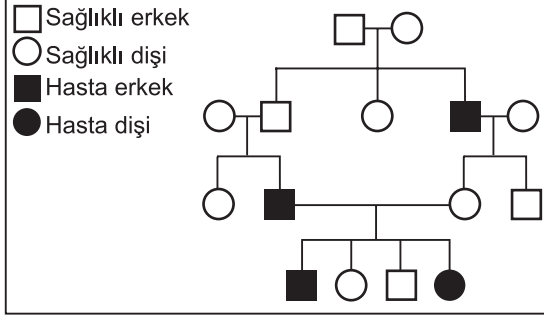 Sağlıklı erkek
Sağlıklı dişi
Hasta erkek
Hasta dişi